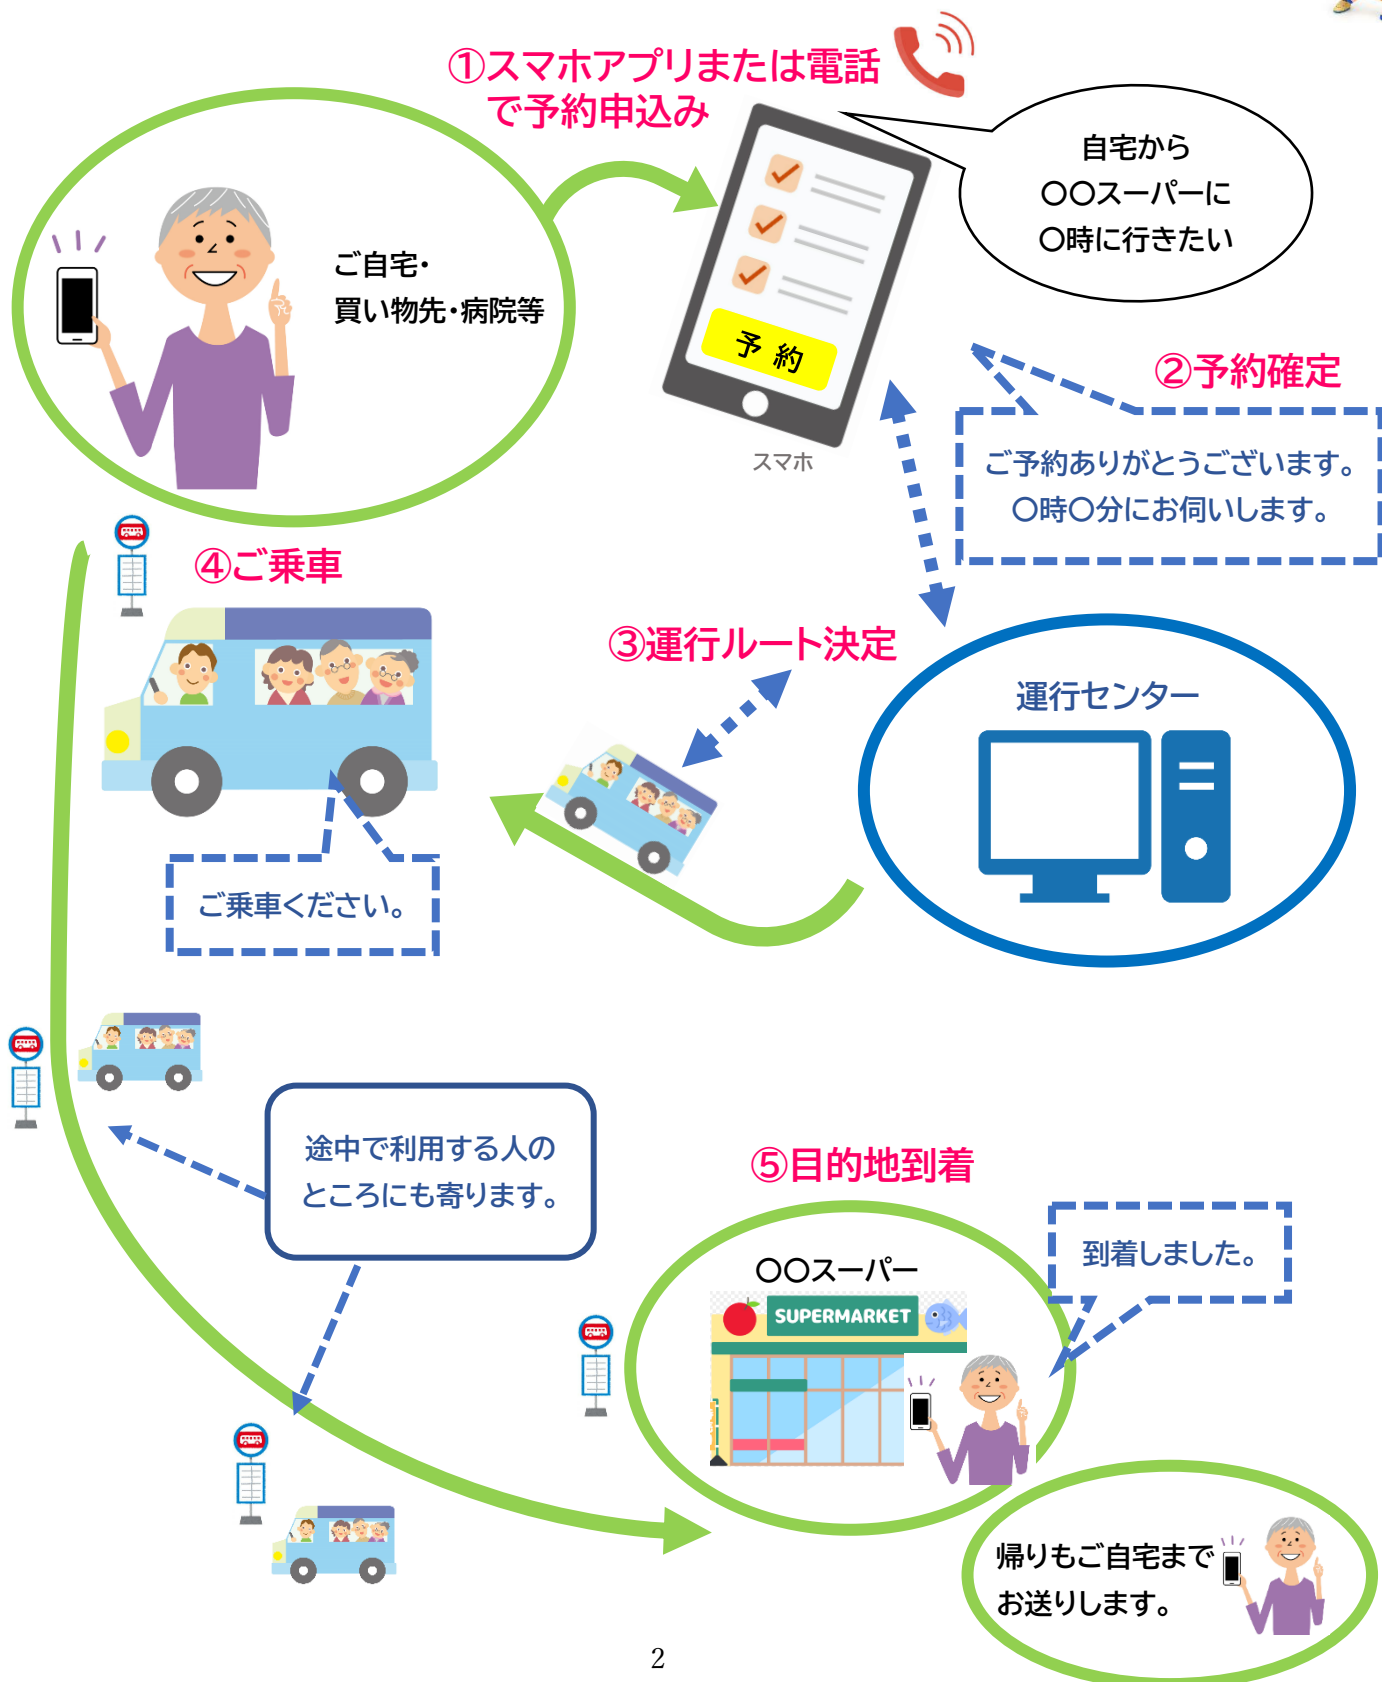 ①スマホアプリまたは電話
で予約申込み
自宅から
〇〇スーパーに
〇時に行きたい
ご自宅・
買い物先・病院等
予約
スマホ
②予約確定
ご予約ありがとうございます。
〇時〇分にお伺いします。
④ご乗車
③運行ルート決定
運行センター
ご乗車ください。
途中で利用する人の
ところにも寄ります。
⑤目的地到着
到着しました。
〇〇スーパー
SUPERMARKET
帰りもご自宅まで
お送りします。
2